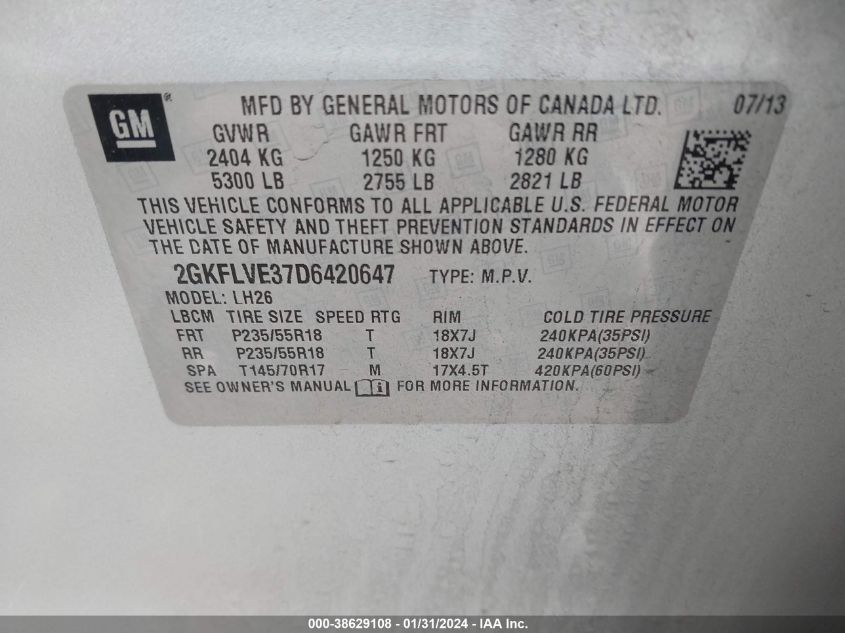 GM ®
MFD BY GENERAL MOTORS OF CANADA LTD. 07/13
GVWR GAWR FRT GAWR RR
2404 KG 1250 KG 1280 KG
5300 LB 2755 LB 2821 LB
THIS VEHICLE CONFORMS TO ALL APPLICABLE U.S. FEDERAL MOTOR
VEHICLE SAFETY AND THEFT PREVENTION STANDARDS IN EFFECT ON
THE DATE OF MANUFACTURE SHOWN ABOVE.
2GKFLVE37D6420647 TYPE: M.P.V.
MODEL: LH26
LBCM TIRE SIZE SPEED RTG RIM COLD TIRE PRESSURE
FRT P235/55R18 T 18X7J 240KPA(35PSI)
RR P235/55R18 T 18X7J 240KPA(35PSI)
SPA T145/70R17 M 17X4.5T 420KPA(60PSI)
SEE OWNER'S MANUAL FOR MORE INFORMATION.
000-38629108 - 01/31/2024 - IAA Inc.